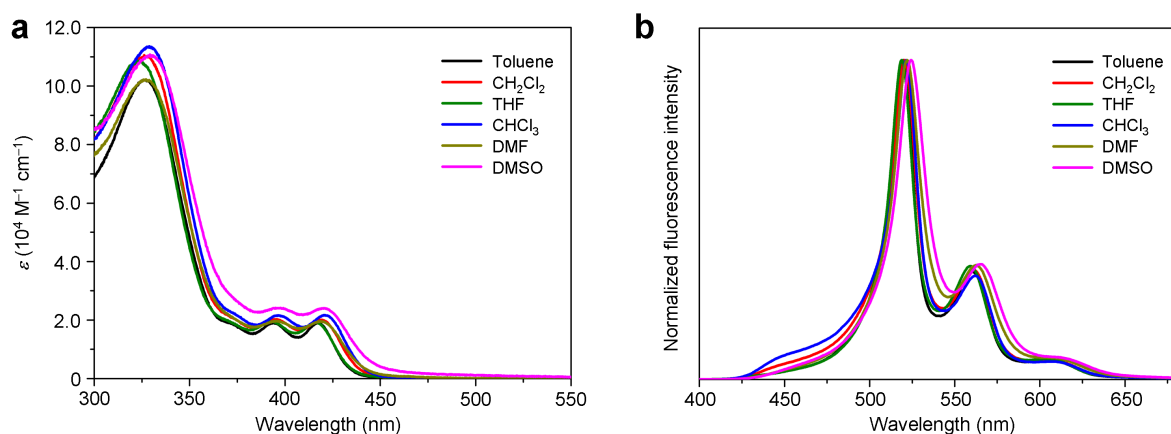 a
12.0
10.0
8.0
6.0
4.0
2.0
0
ε (10⁴ M⁻¹ cm⁻¹)
300 350 400 450 500 550
Wavelength (nm)
Toluene
CH₂Cl₂
THF
CHCl₃
DMF
DMSO
b
Normalized fluorescence intensity
400 450 500 550 600 650
Wavelength (nm)
Toluene
CH₂Cl₂
THF
CHCl₃
DMF
DMSO